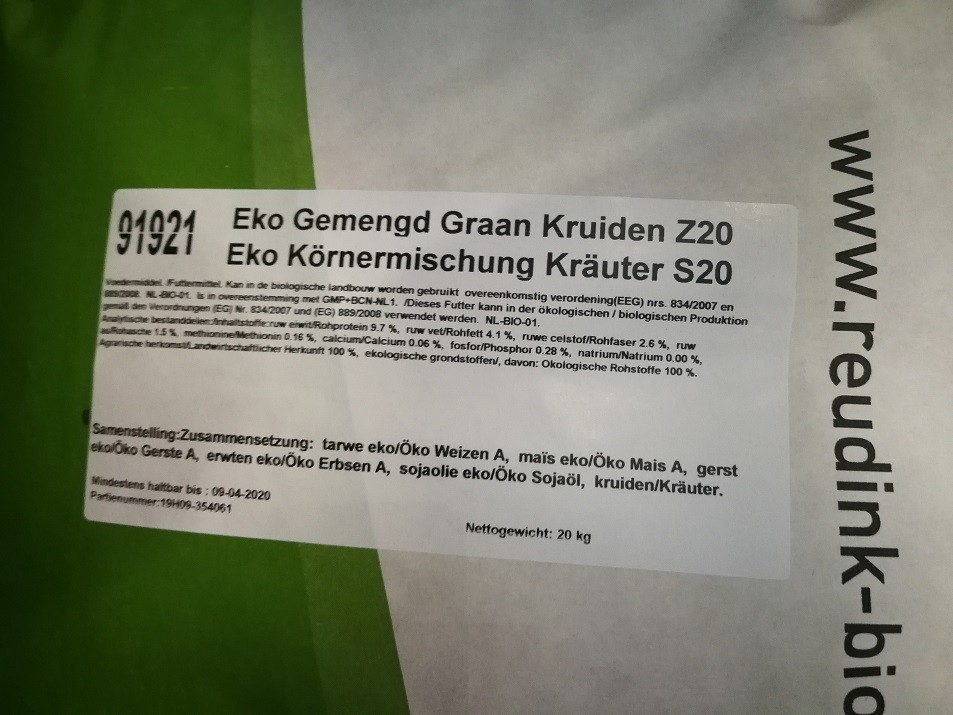 91921
Eko Gemengd Graan Kruiden Z20
Eko Körnermischung Kräuter S20
Voedermiddel. /Futtermittel. Kan in de biologische landbouw worden gebruikt overeenkomstig verordening(EEG) nrs. 834/2007 en
889/2008. NL-BIO-01. Is in overeenstemming met GMP+BCN-NL1. /Dieses Futter kann in der ökologischen / biologischen Produktion
gemäß den Verordnungen (EG) Nr. 834/2007 und (EG) 889/2008 verwendet werden. NL-BIO-01.
Analytische bestanddelen:/Inhaltstoffe:ruw eiwit/Rohprotein 9.7 %, ruw vet/Rohfett 4.1 %, ruwe celstof/Rohfaser 2.6 %, ruw
as/Rohasche 1.5 %, methionine/Methionin 0.16 %, calcium/Calcium 0.06 %, fosfor/Phosphor 0.28 %, natrium/Natrium 0.00 %,
Agrarische herkomst/Landwirtschaftlicher Herkunft 100 %, ekologische grondstoffen/, davon: Okologische Rohstoffe 100 %.
Samenstelling:Zusammensetzung: tarwe eko/Öko Weizen A, maïs eko/Öko Mais A, gerst
eko/Öko Gerste A, erwten eko/Öko Erbsen A, sojaolie eko/Öko Sojaöl, kruiden/Kräuter.
Mindestens haltbar bis : 09-04-2020
Partienummer:19H09-354061
Nettogewicht: 20 kg
www.reudink-bio